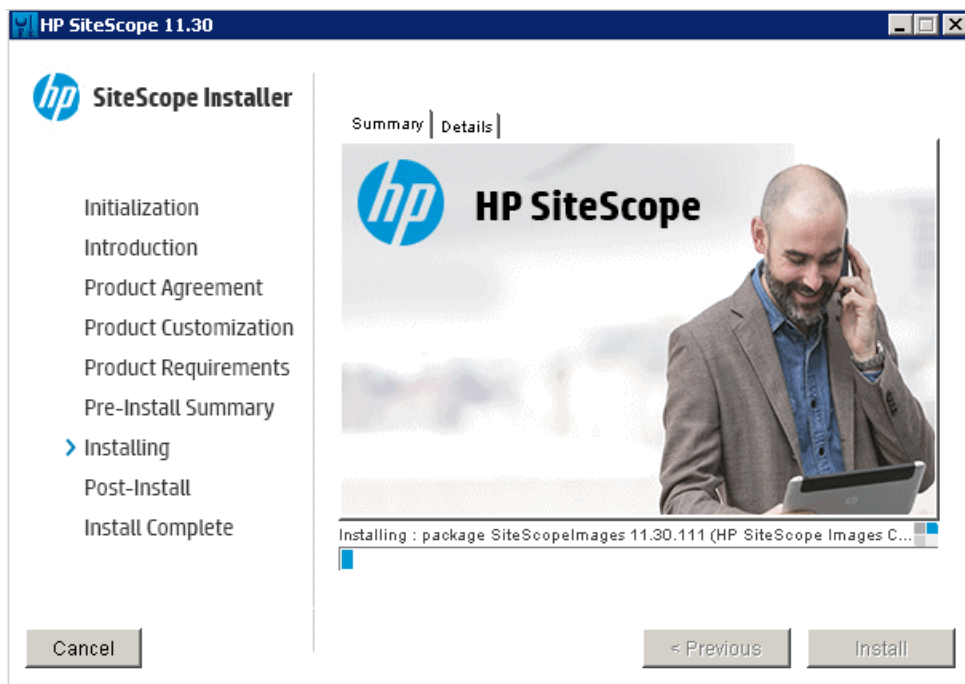 HP SiteScope 11.30
hp SiteScope Installer
Initialization
Introduction
Product Agreement
Product Customization
Product Requirements
Pre-Install Summary
Installing
Post-Install
Install Complete
Summary Details
hp HP SiteScope
Installing : package SiteScopeImages 11.30.111 (HP SiteScope Images C...
Cancel
< Previous
Install